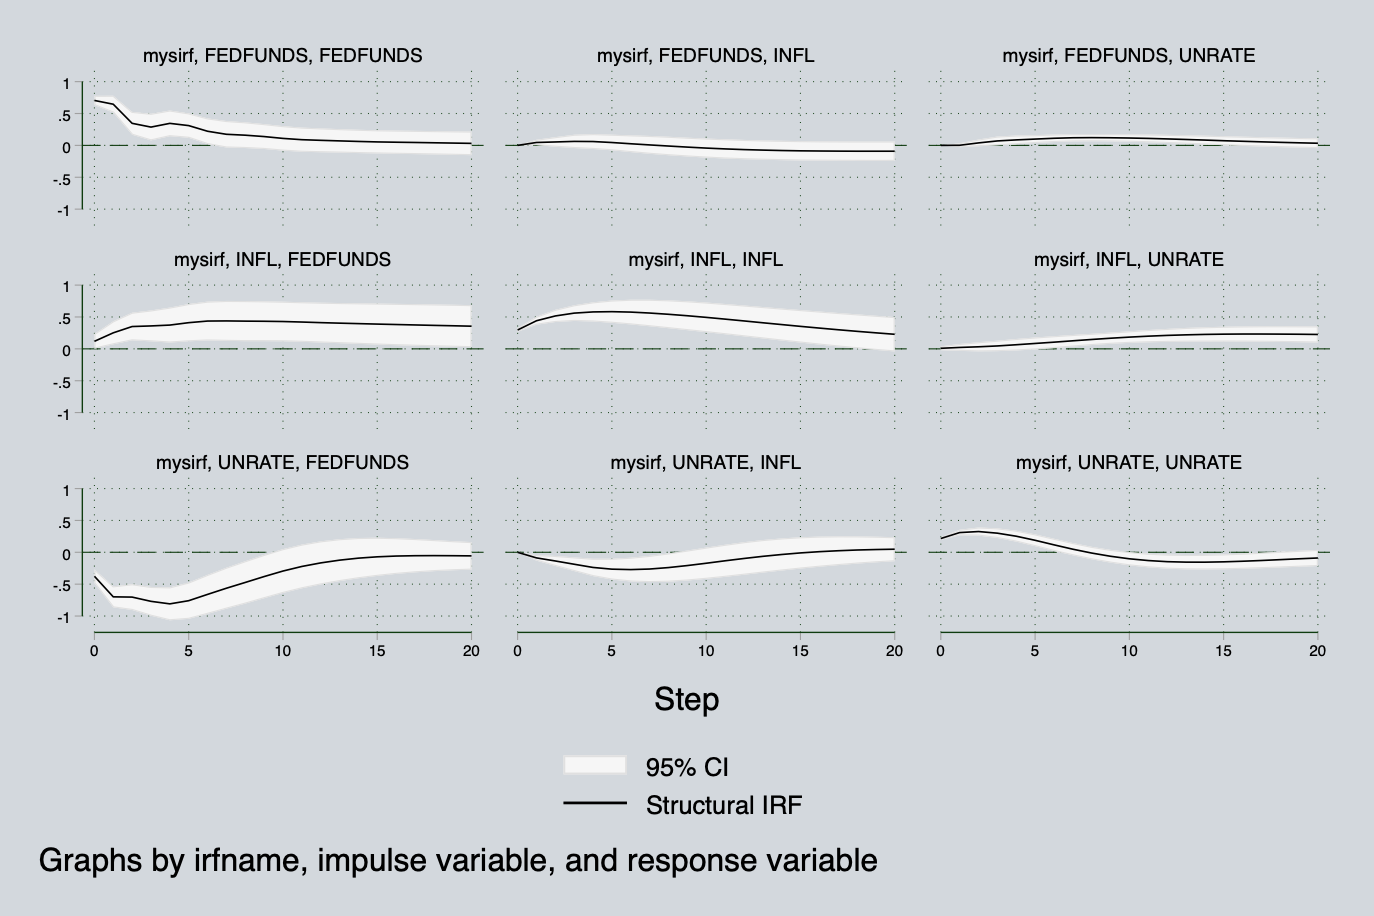 mysirf, FEDFUNDS, FEDFUNDS
mysirf, FEDFUNDS, INFL
mysirf, FEDFUNDS, UNRATE
1
.5
0
-.5
-1
mysirf, INFL, FEDFUNDS
mysirf, INFL, INFL
mysirf, INFL, UNRATE
1
.5
0
-.5
-1
mysirf, UNRATE, FEDFUNDS
mysirf, UNRATE, INFL
mysirf, UNRATE, UNRATE
1
.5
0
-.5
-1
0 5 10 15 20
0 5 10 15 20
0 5 10 15 20
Step
95% CI
Structural IRF
Graphs by irfname, impulse variable, and response variable